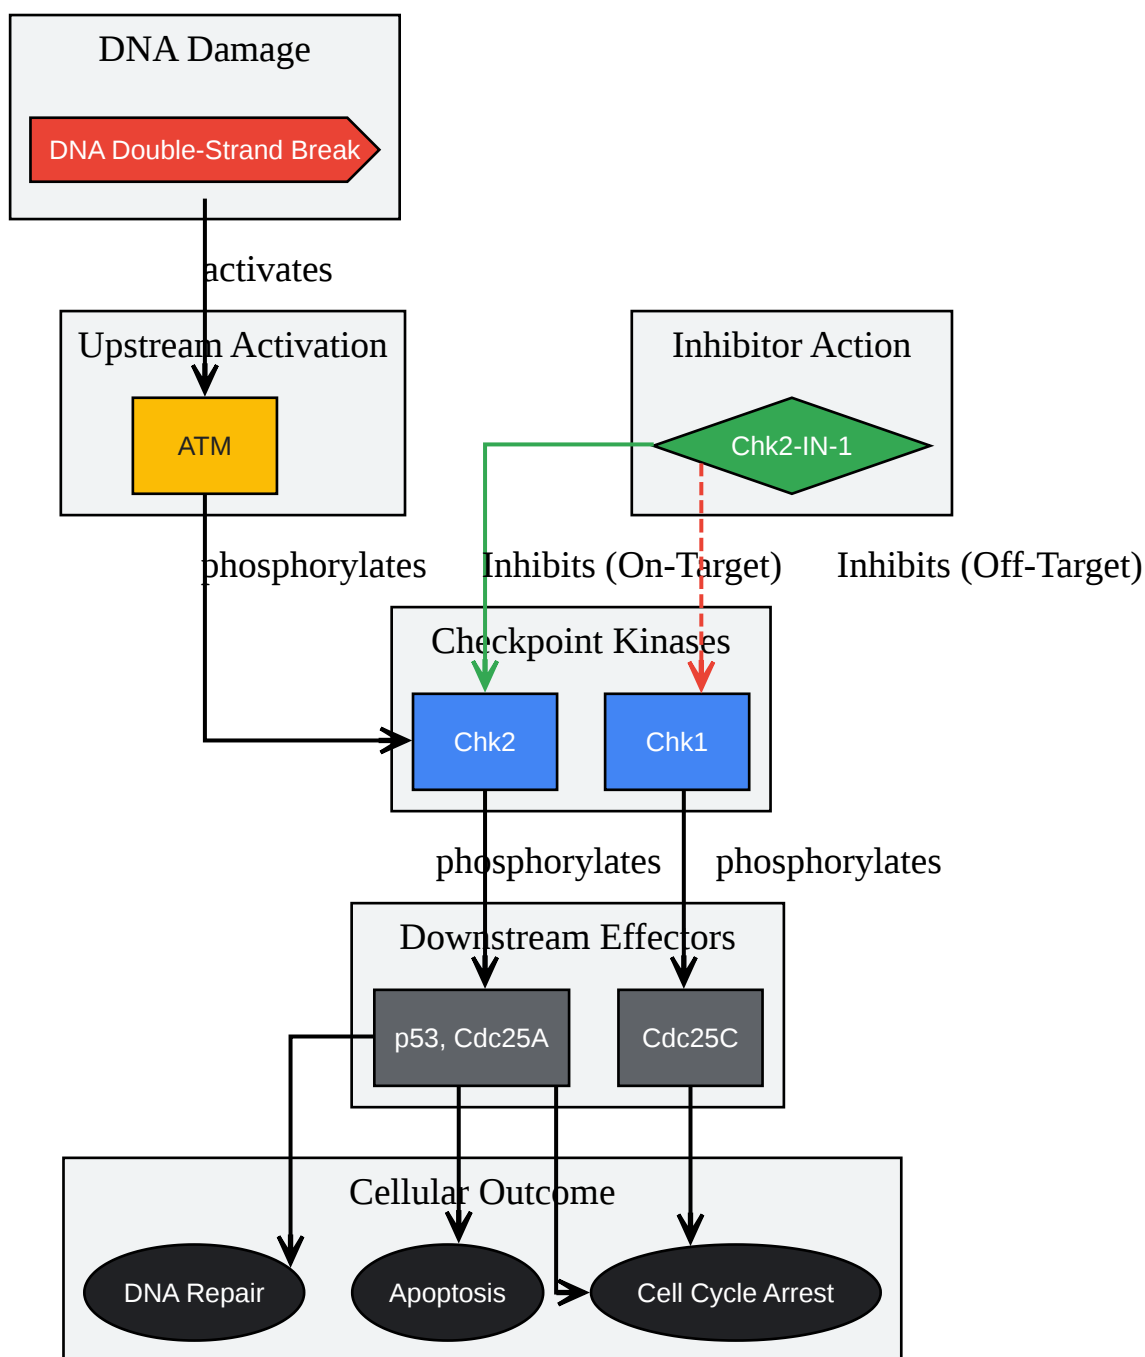 DNA Damage
DNA Double-Strand Break
activates
Upstream Activation
Inhibitor Action
ATM
Chk2-IN-1
phosphorylates
Inhibits (On-Target)
Inhibits (Off-Target)
Checkpoint Kinases
Chk2
Chk1
phosphorylates
phosphorylates
Downstream Effectors
p53, Cdc25A
Cdc25C
Cellular Outcome
DNA Repair
Apoptosis
Cell Cycle Arrest